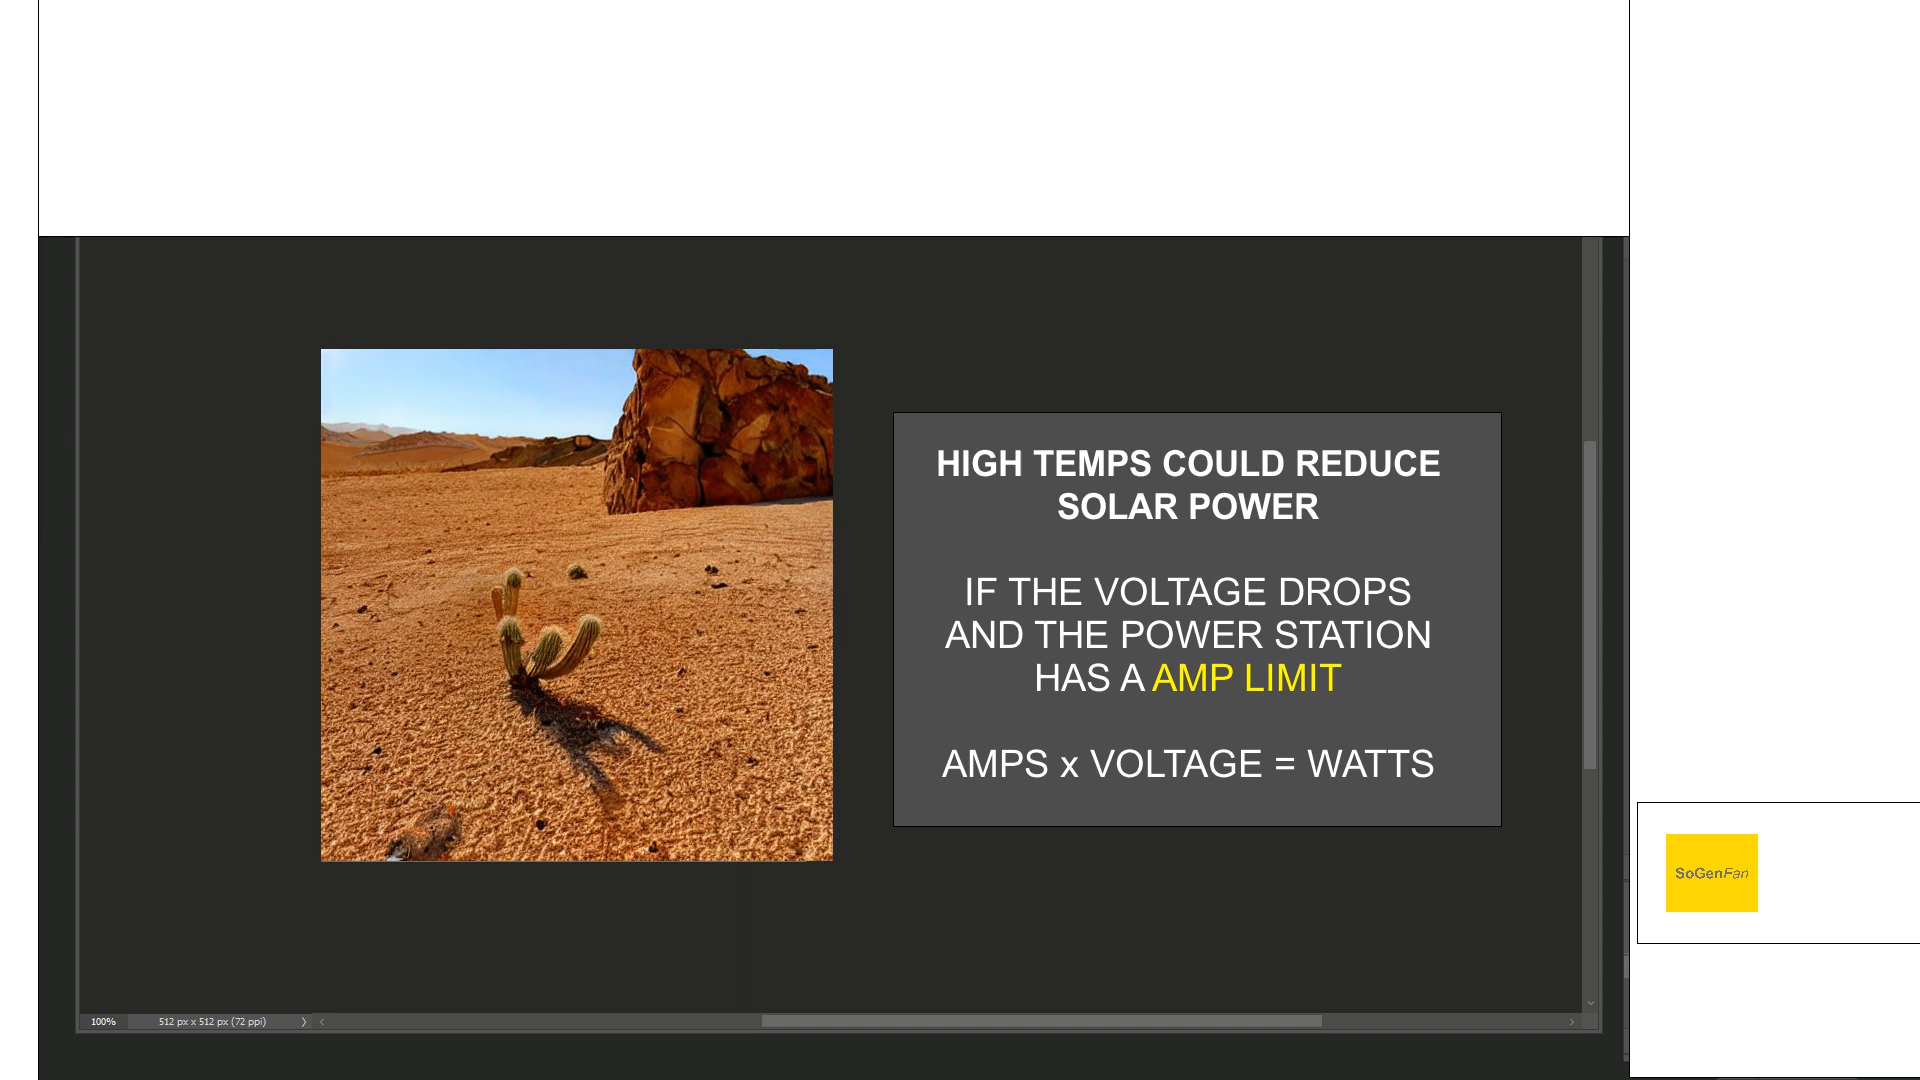 HIGH TEMPS COULD REDUCE
SOLAR POWER
IF THE VOLTAGE DROPS
AND THE POWER STATION
HAS A AMP LIMIT
AMPS x VOLTAGE = WATTS
SoGenFan
100%
512 px x 512 px (72 ppi)